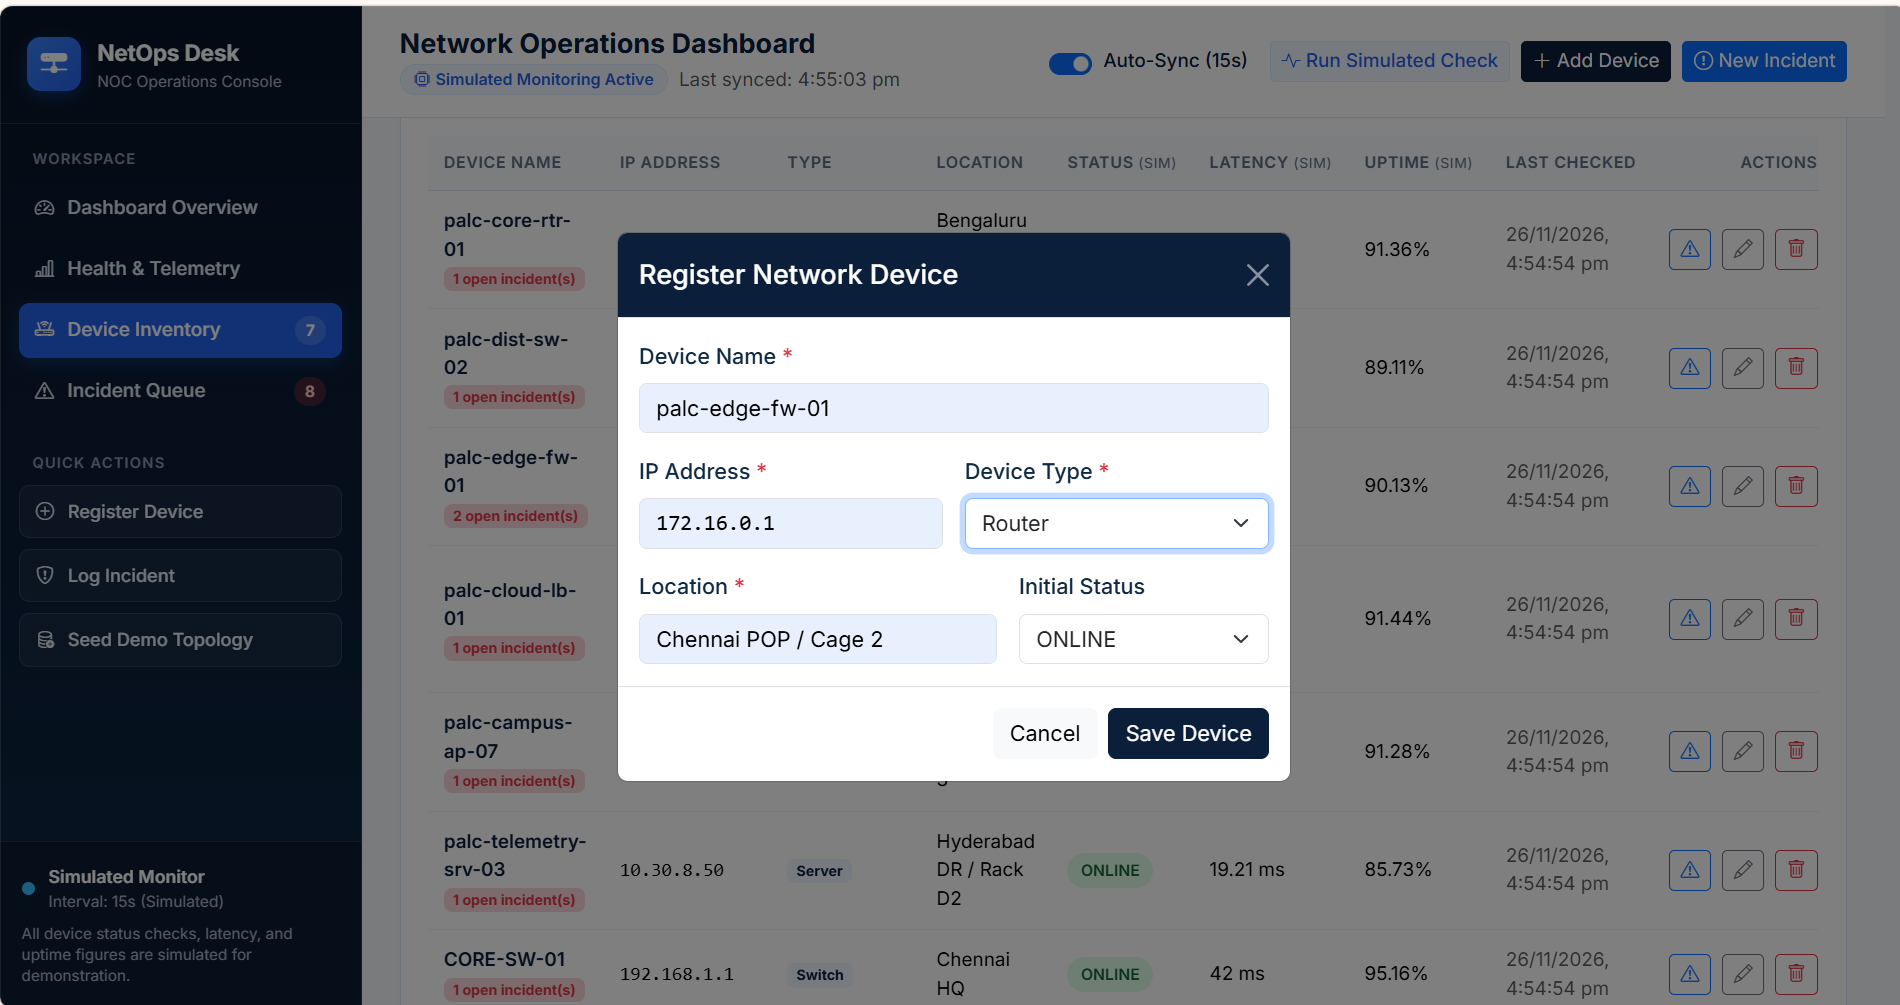 NetOps Desk
NOC Operations Console
WORKSPACE
Dashboard Overview
Health & Telemetry
Device Inventory 7
Incident Queue 8
QUICK ACTIONS
Register Device
Log Incident
Seed Demo Topology
Simulated Monitor
Interval: 15s (Simulated)
All device status checks, latency, and
uptime figures are simulated for
demonstration.
Network Operations Dashboard
Simulated Monitoring Active Last synced: 4:55:03 pm
Auto-Sync (15s)
Run Simulated Check
+ Add Device
New Incident
DEVICE NAME IP ADDRESS TYPE LOCATION STATUS (SIM) LATENCY (SIM) UPTIME (SIM) LAST CHECKED ACTIONS
palc-core-rtr-
01
1 open incident(s)
Bengaluru
91.36%
26/11/2026,
4:54:54 pm
palc-dist-sw-
02
1 open incident(s)
89.11%
26/11/2026,
4:54:54 pm
palc-edge-fw-
01
2 open incident(s)
90.13%
26/11/2026,
4:54:54 pm
palc-cloud-lb-
01
1 open incident(s)
91.44%
26/11/2026,
4:54:54 pm
palc-campus-
ap-07
1 open incident(s)
91.28%
26/11/2026,
4:54:54 pm
palc-telemetry-
srv-03
1 open incident(s)
10.30.8.50
Server
Hyderabad
DR / Rack
D2
ONLINE
19.21 ms
85.73%
26/11/2026,
4:54:54 pm
CORE-SW-01
1 open incident(s)
192.168.1.1
Switch
Chennai
HQ
ONLINE
42 ms
95.16%
26/11/2026,
4:54:54 pm
Register Network Device
Device Name *
palc-edge-fw-01
IP Address *
172.16.0.1
Device Type *
Router
Location *
Chennai POP / Cage 2
Initial Status
ONLINE
Cancel
Save Device